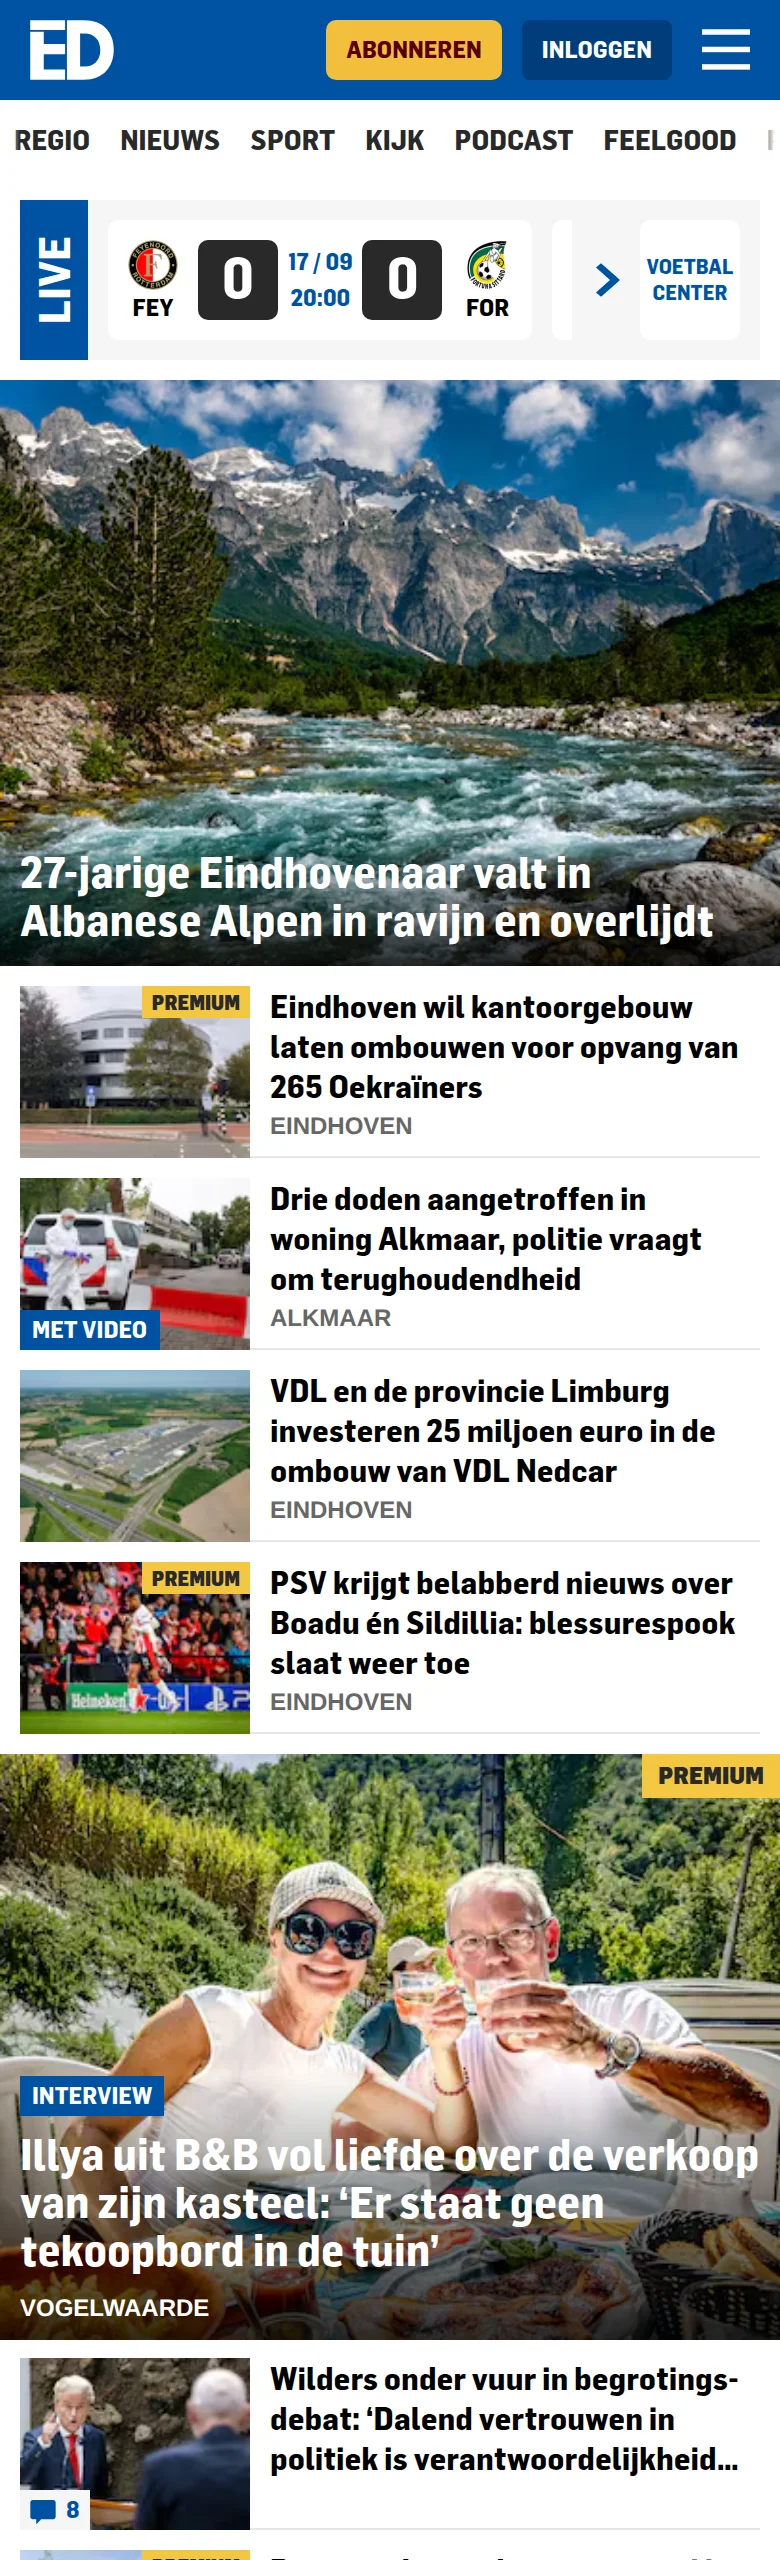 ED
ABONNEREN
INLOGGEN
REGIO NIEUWS SPORT KIJK PODCAST FEELGOOD
LIVE
FEY
0
17 / 09
20:00
0
FOR
VOETBAL
CENTER
27-jarige Eindhovenaar valt in
Albanese Alpen in ravijn en overlijdt
PREMIUM
Eindhoven wil kantoorgebouw
laten ombouwen voor opvang van
265 Oekraïners
EINDHOVEN
MET VIDEO
Drie doden aangetroffen in
woning Alkmaar, politie vraagt
om terughoudendheid
ALKMAAR
VDL en de provincie Limburg
investeren 25 miljoen euro in de
ombouw van VDL Nedcar
EINDHOVEN
PREMIUM
Heineken
PSV krijgt belabberd nieuws over
Boadu én Sildillia: blessurespook
slaat weer toe
EINDHOVEN
PREMIUM
INTERVIEW
Illya uit B&B vol liefde over de verkoop
van zijn kasteel: ‘Er staat geen
tekoopbord in de tuin’
VOGELWAARDE
8
Wilders onder vuur in begrotings-
debat: ‘Dalend vertrouwen in
politiek is verantwoordelijkheid...